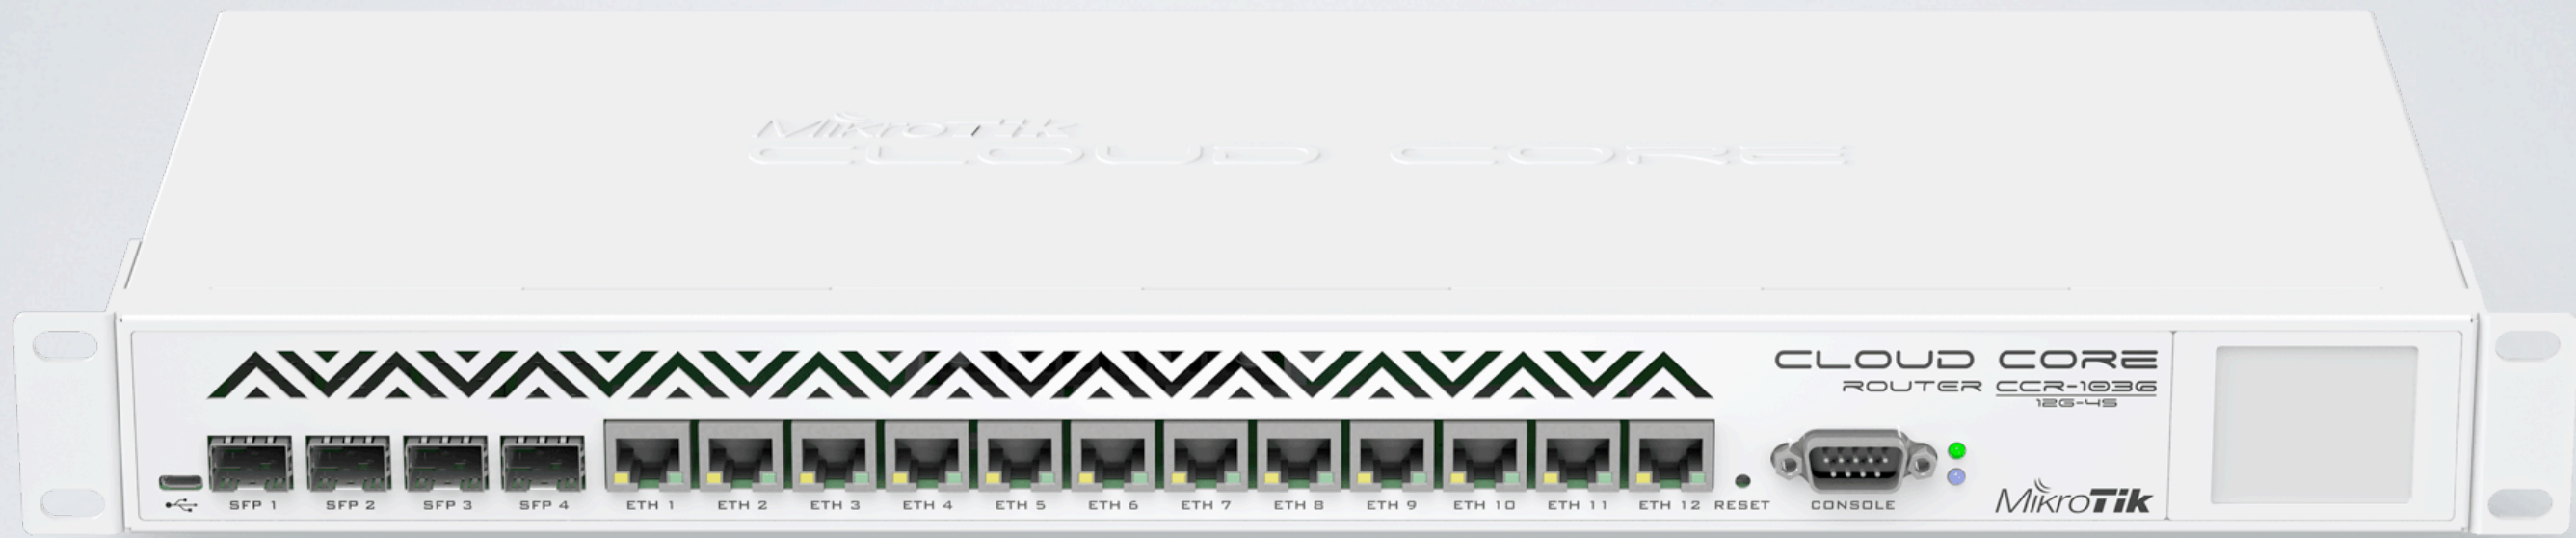 MikroTik
CLOUD CORE
CLOUD CORE
ROUTER CCR-1036
12G-4S
SFP 1 SFP 2 SFP 3 SFP 4 ETH 1 ETH 2 ETH 3 ETH 4 ETH 5 ETH 6 ETH 7 ETH 8 ETH 9 ETH 10 ETH 11 ETH 12 RESET CONSOLE
MikroTik